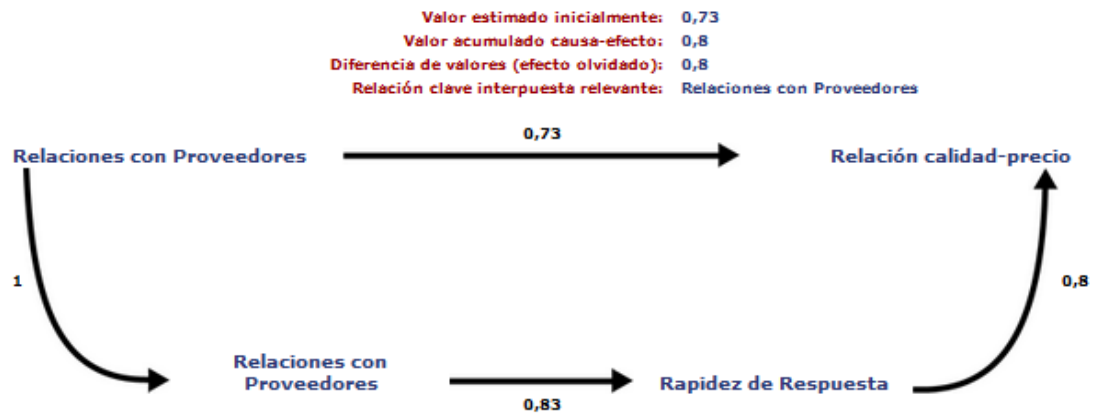 Valor estimado inicialmente: 0,73
Valor acumulado causa-efecto: 0,8
Diferencia de valores (efecto olvidado): 0,8
Relación clave interpuesta relevante: Relaciones con Proveedores
0,73
Relaciones con Proveedores
Relación calidad-precio
1
0,8
Relaciones con
Proveedores
Rapidez de Respuesta
0,83